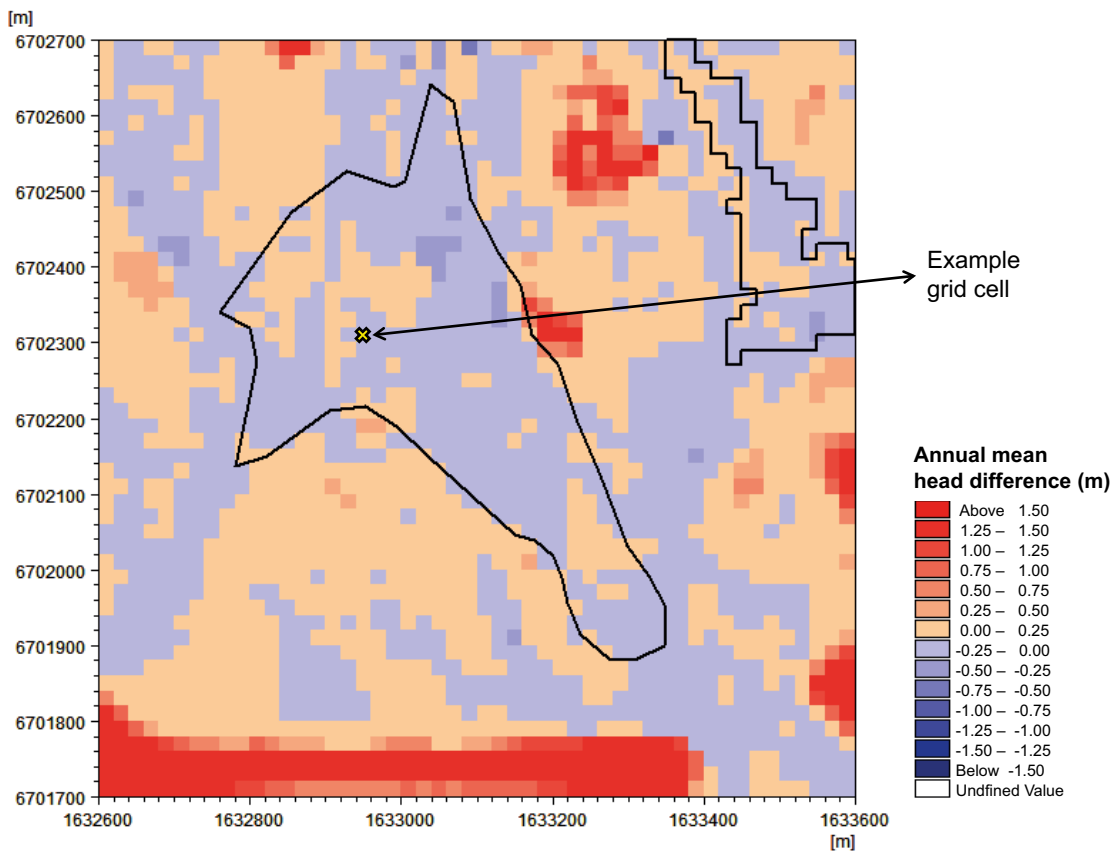 [m]
6702700
6702600
6702500
6702400
6702300
6702200
6702100
6702000
6701900
6701800
6701700
1632600 1632800 1633000 1633200 1633400 1633600
[m]
Example
grid cell
Annual mean
head difference (m)
Above 1.50
1.25 – 1.50
1.00 – 1.25
0.75 – 1.00
0.50 – 0.75
0.25 – 0.50
0.00 – 0.25
-0.25 – 0.00
-0.50 – -0.25
-0.75 – -0.50
-1.00 – -0.75
-1.25 – -1.00
-1.50 – -1.25
Below -1.50
Undfined Value